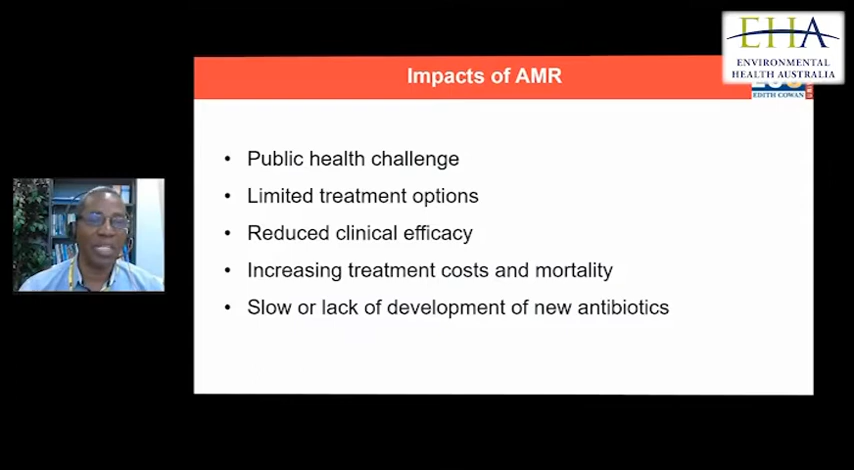 EHA
ENVIRONMENTAL
HEALTH AUSTRALIA
Impacts of AMR
EDITH COWAN
• Public health challenge
• Limited treatment options
• Reduced clinical efficacy
• Increasing treatment costs and mortality
• Slow or lack of development of new antibiotics